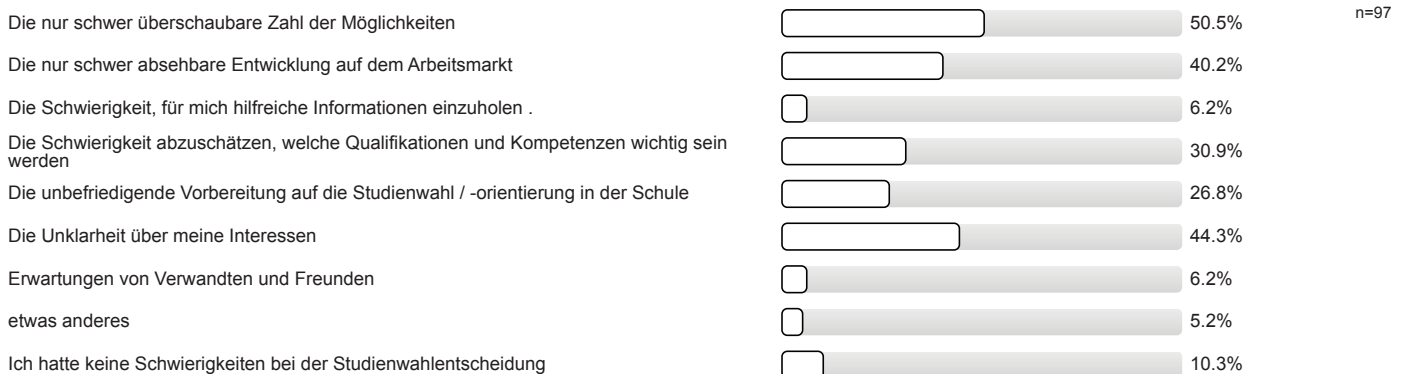 Die nur schwer überschaubare Zahl der Möglichkeiten 50.5% n=97
Die nur schwer absehbare Entwicklung auf dem Arbeitsmarkt 40.2%
Die Schwierigkeit, für mich hilfreiche Informationen einzuholen . 6.2%
Die Schwierigkeit abzuschätzen, welche Qualifikationen und Kompetenzen wichtig sein
werden 30.9%
Die unbefriedigende Vorbereitung auf die Studienwahl / -orientierung in der Schule 26.8%
Die Unklarheit über meine Interessen 44.3%
Erwartungen von Verwandten und Freunden 6.2%
etwas anderes 5.2%
Ich hatte keine Schwierigkeiten bei der Studienwahlentscheidung 10.3%